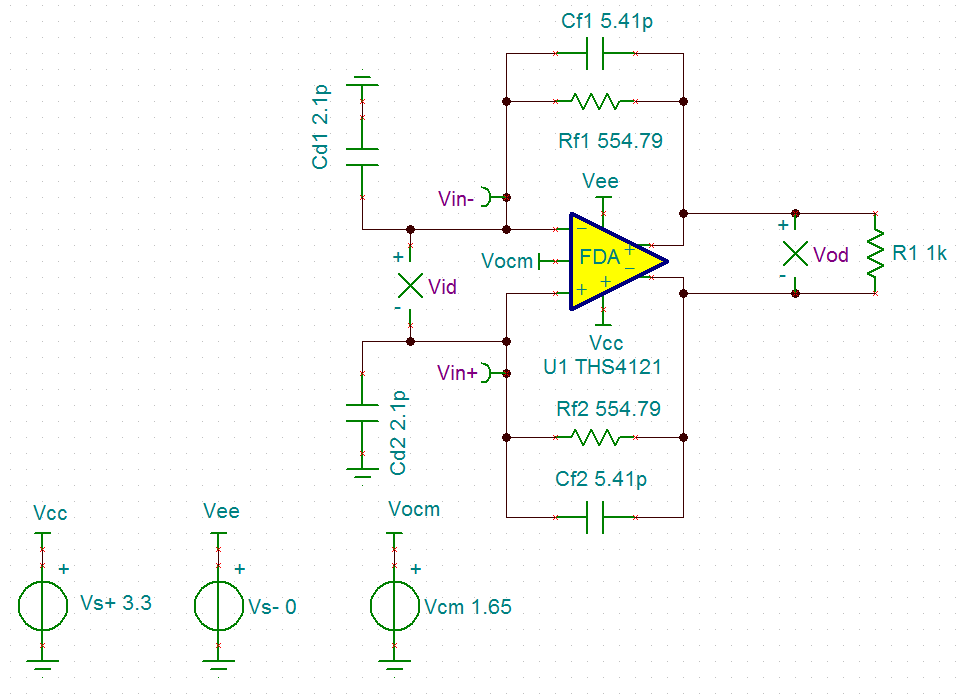 Cf1 5.41p
Cd1 2.1p
Rf1 554.79
Vee
Vin-
+
Vod
-
R1 1k
Vocm
FDA
−
+
+
−
+
+
Vid
-
Vcc
U1 THS4121
Vin+
Rf2 554.79
Cd2 2.1p
Cf2 5.41p
Vcc
Vee
Vocm
+
+
+
Vs+ 3.3
Vs- 0
Vcm 1.65